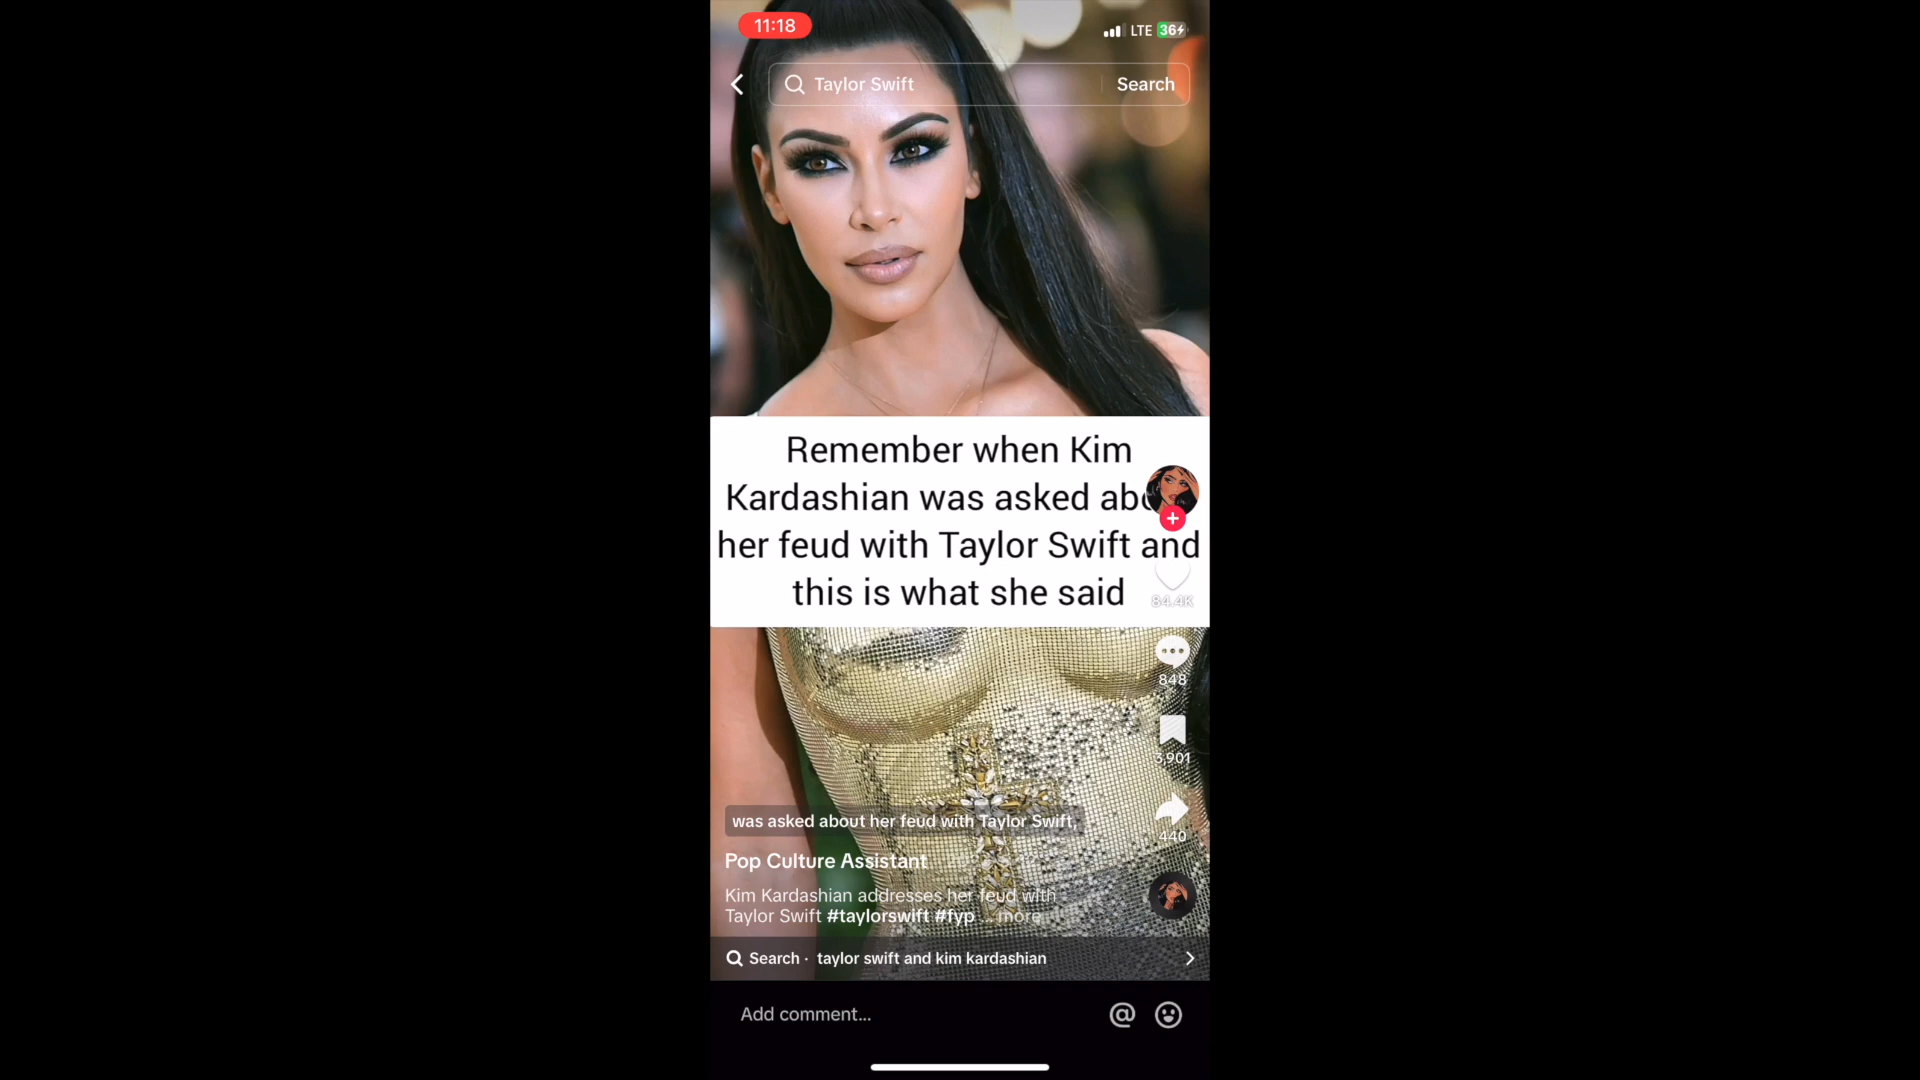 11:18
LTE 36
Taylor Swift
Search
Remember when Kim
Kardashian was asked
her feud with Taylor Swift and
this is what she said
84.4K
848
440
was asked about her feud with Taylor Swift,
Pop Culture Assistant
Kim Kardashian addresses her feud with
Taylor Swift #taylorswift #fyp ... more
Search · taylor swift and kim kardashian
Add comment...